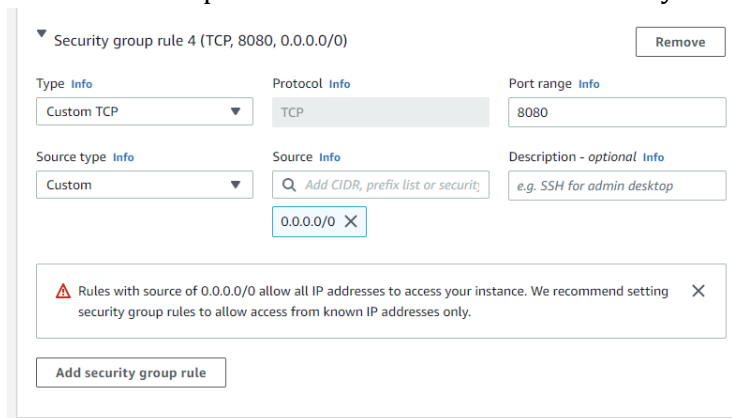 Security group rule 4 (TCP, 8080, 0.0.0.0/0)
Remove
Type Info
Protocol Info
Port range Info
Custom TCP
TCP
8080
Source type Info
Source Info
Description - optional Info
Custom
Add CIDR, prefix list or security
e.g. SSH for admin desktop
0.0.0.0/0
Rules with source of 0.0.0.0/0 allow all IP addresses to access your instance. We recommend setting
security group rules to allow access from known IP addresses only.
Add security group rule